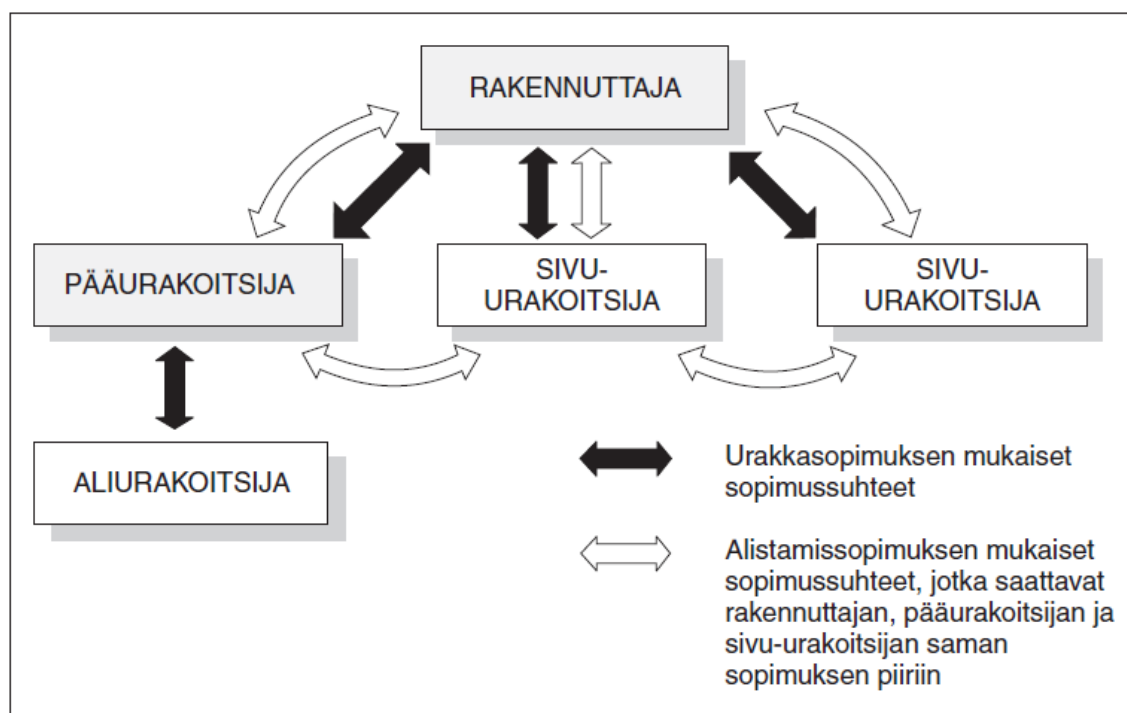 RAKENNUTTAJA
PÄÄURAKOITSIJA
SIVU-
URAKOITSIJA
SIVU-
URAKOITSIJA
ALIURAKOITSIJA
Urakkasopimuksen mukaiset
sopimussuhteet
Alistamissopimuksen mukaiset
sopimussuhteet, jotka saattavat
rakennuttajan, pääurakoitsijan ja
sivu-urakoitsijan saman
sopimuksen piiriin